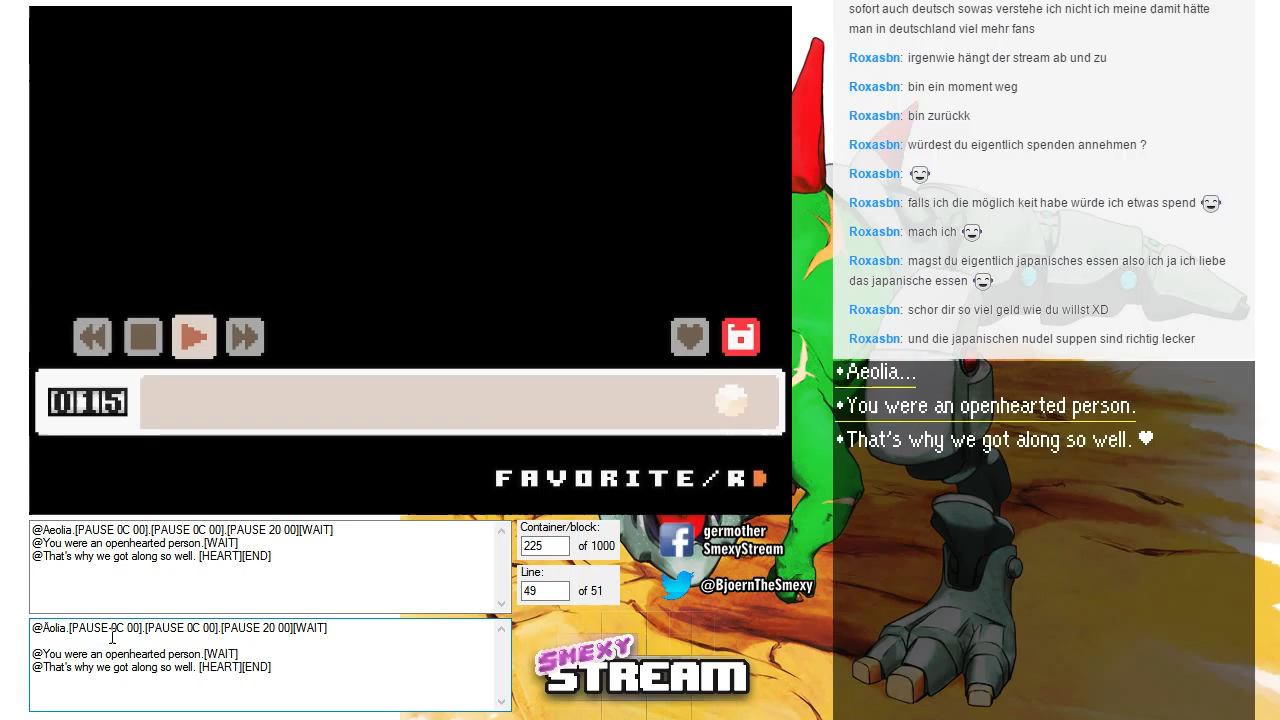 sofort auch deutsch sowas verstehe ich nicht ich meine damit hätte
man in deutschland viel mehr fans
Roxasbn: irgenwie hängt der stream ab und zu
Roxasbn: bin ein moment weg
Roxasbn: bin zurückk
Roxasbn: würdest du eigentlich spenden annehmen ?
Roxasbn:
Roxasbn: falls ich die möglich keit habe würde ich etwas spend
Roxasbn: mach ich
Roxasbn: magst du eigentlich japanisches essen also ich ja ich liebe
das japanische essen
Roxasbn: schor dir so viel geld wie du willst XD
Roxasbn: und die japanischen nudel suppen sind richtig lecker
•Aeolia...
•You were an openhearted person.
•That's why we got along so well. ♥
015
FAVORITE/R
@Aeolia.[PAUSE 0C 00].[PAUSE 0C 00].[PAUSE 20 00][WAIT]
@You were an openhearted person.[WAIT]
@That's why we got along so well. [HEART][END]
Container/block:
225 of 1000
Line:
49 of 51
@Äolia.[PAUSE 0C 00].[PAUSE 0C 00].[PAUSE 20 00][WAIT]
@You were an openhearted person.[WAIT]
@That's why we got along so well. [HEART][END]
germother
SmexyStream
@BjoernTheSmexy
SMEXY
STREAM